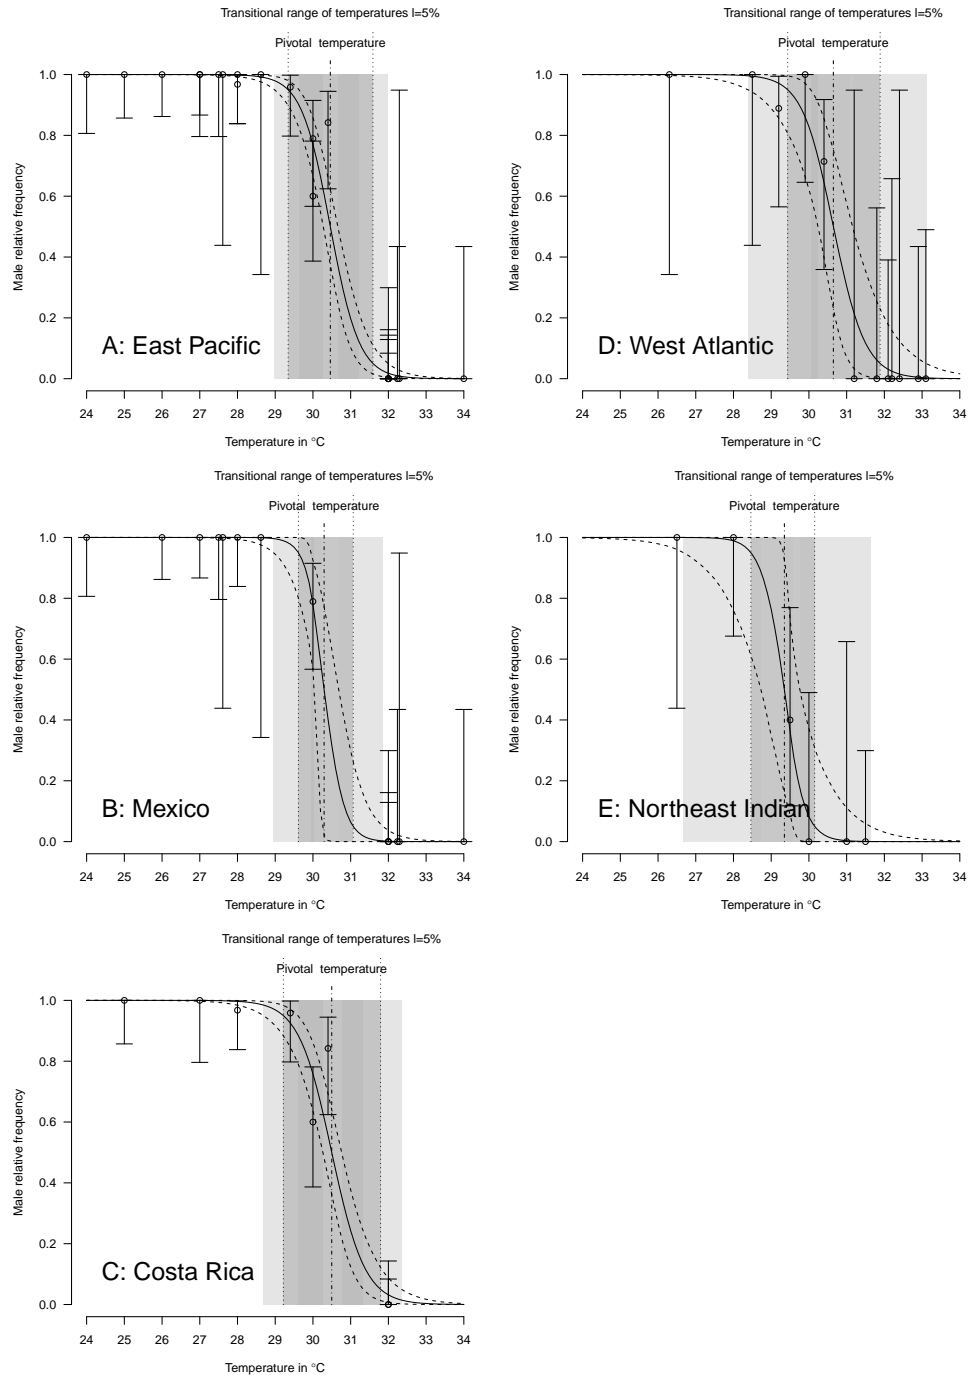 Transitional range of temperatures l=5%
Pivotal temperature
1.0
0.8
0.6
0.4
0.2
0.0
Male relative frequency
A: East Pacific
24 25 26 27 28 29 30 31 32 33 34
Temperature in °C
Transitional range of temperatures l=5%
Pivotal temperature
1.0
0.8
0.6
0.4
0.2
0.0
Male relative frequency
D: West Atlantic
24 25 26 27 28 29 30 31 32 33 34
Temperature in °C
Transitional range of temperatures l=5%
Pivotal temperature
1.0
0.8
0.6
0.4
0.2
0.0
Male relative frequency
B: Mexico
24 25 26 27 28 29 30 31 32 33 34
Temperature in °C
Transitional range of temperatures l=5%
Pivotal temperature
1.0
0.8
0.6
0.4
0.2
0.0
Male relative frequency
E: Northeast Indian
24 25 26 27 28 29 30 31 32 33 34
Temperature in °C
Transitional range of temperatures l=5%
Pivotal temperature
1.0
0.8
0.6
0.4
0.2
0.0
Male relative frequency
C: Costa Rica
24 25 26 27 28 29 30 31 32 33 34
Temperature in °C